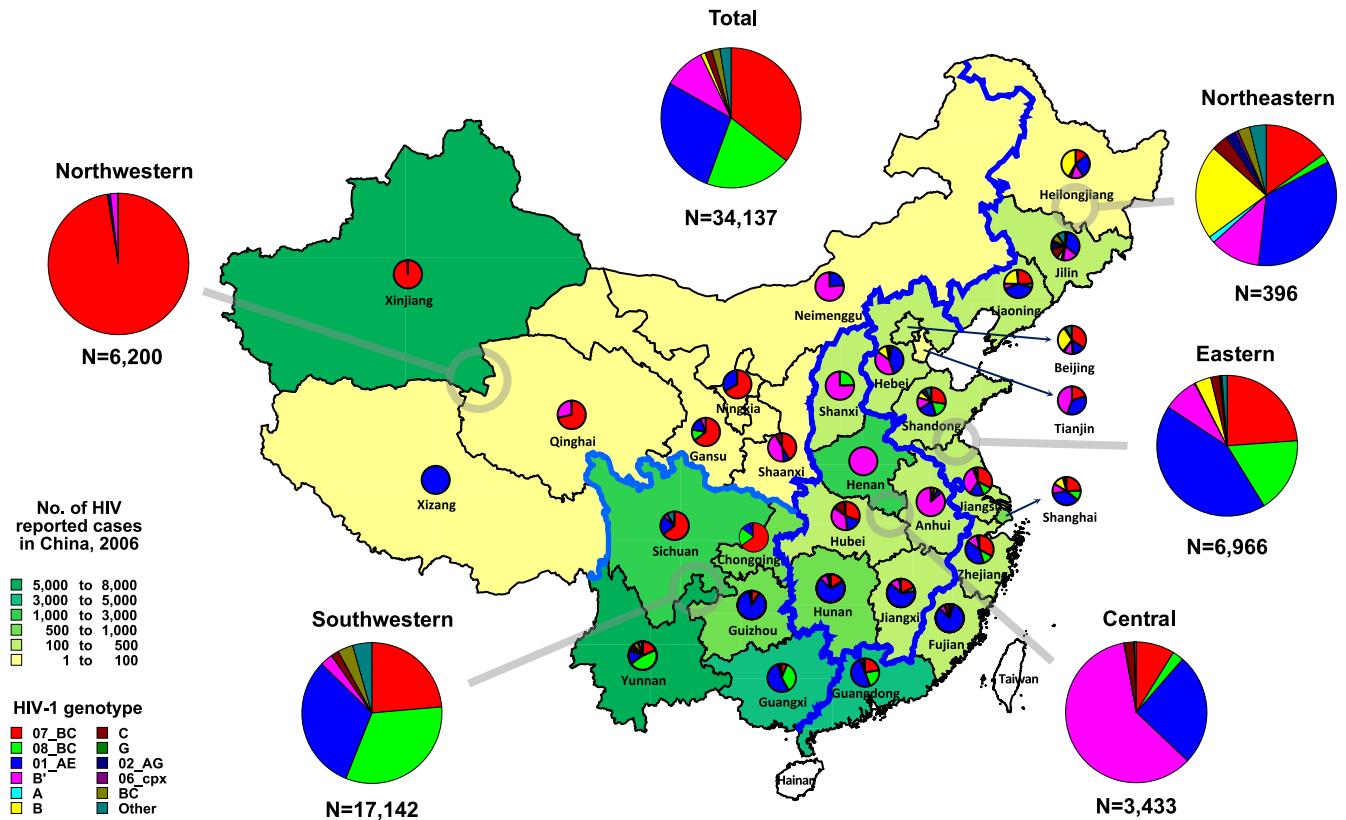 Total
Northeastern
Northwestern
Heilongjiang
N=34,137
Jilin
Xinjiang
Neimenggu
Liaoning
N=396
N=6,200
Beijing
Eastern
Hebei
Ningxia
Shanxi
Tianjin
Qinghai
Shandong
Gansu
Shaanxi
Henan
Xizang
Jiangsu
Anhui
Shanghai
No. of HIV
reported cases
in China, 2006
Hubei
Sichuan
Chongqing
N=6,966
Zhejiang
5,000 to 8,000
3,000 to 5,000
1,000 to 3,000
500 to 1,000
100 to 500
1 to 100
Hunan
Jiangxi
Guizhou
Fujian
Southwestern
Central
Yunnan
Guangxi
Guangdong
Taiwan
HIV-1 genotype
07_BC C
08_BC G
01_AE 02_AG
B' 06_cpx
A BC
B Other
Hainan
N=17,142
N=3,433